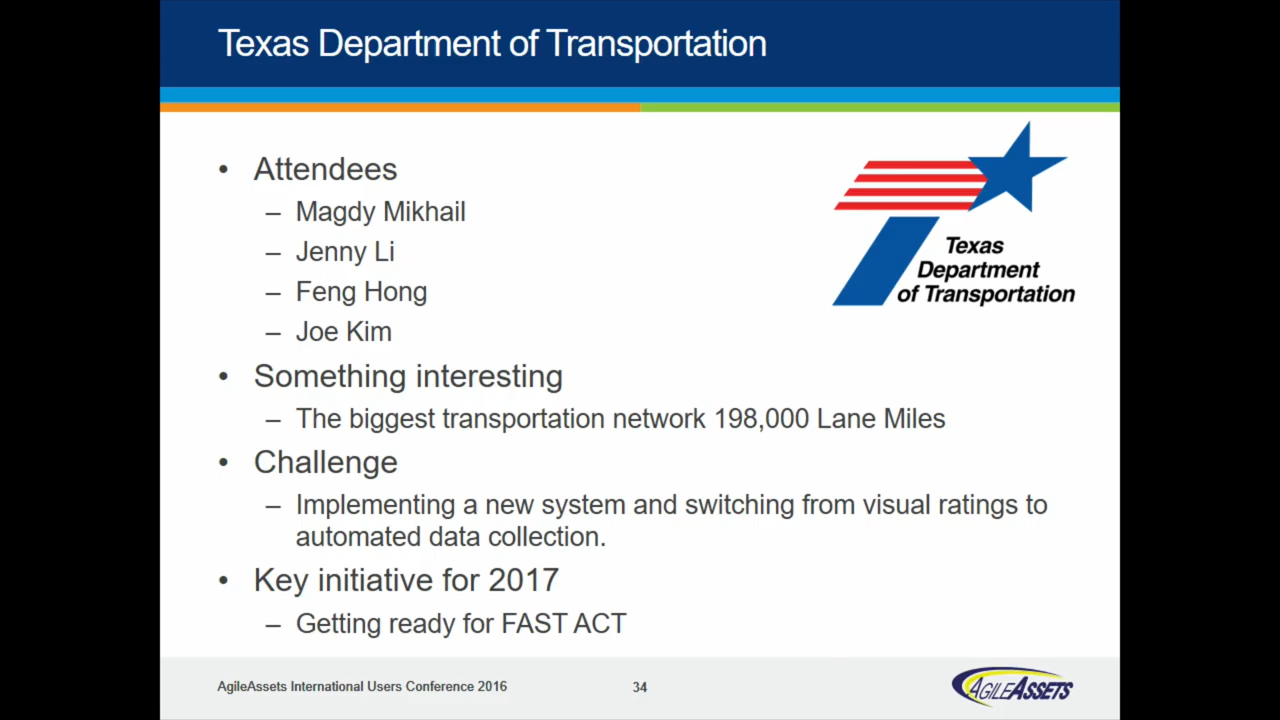 Texas Department of Transportation
• Attendees
– Magdy Mikhail
– Jenny Li
– Feng Hong
– Joe Kim
Texas
Department
of Transportation
• Something interesting
– The biggest transportation network 198,000 Lane Miles
• Challenge
– Implementing a new system and switching from visual ratings to
automated data collection.
• Key initiative for 2017
– Getting ready for FAST ACT
AgileAssets International Users Conference 2016
34
AGILEASSETS